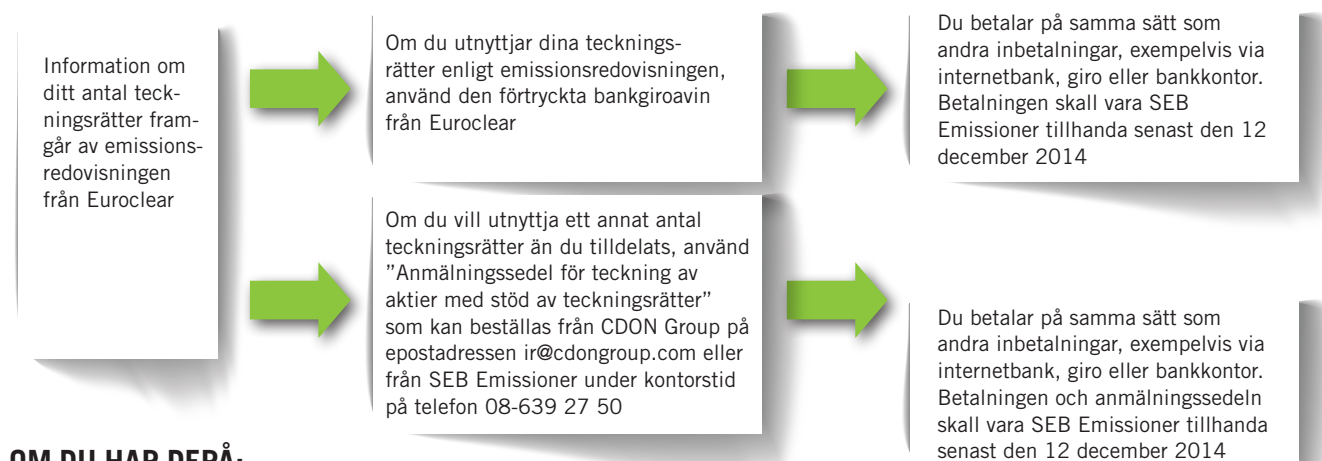 Information om
ditt antal teck-
ningsrätter fram-
går av emissions-
redovisningen
från Euroclear
Om du utnyttjar dina tecknings-
rätter enligt emissionsredovisningen,
använd den förtryckta bankgiroavin
från Euroclear
Du betalar på samma sätt som
andra inbetalningar, exempelvis via
internetbank, giro eller bankkontor.
Betalningen skall vara SEB
Emissioner tillhanda senast den 12
december 2014
Om du vill utnyttja ett annat antal
teckningsrätter än du tilldelats, använd
”Anmälningssedel för teckning av
aktier med stöd av teckningsrätter”
som kan beställas från CDON Group på
epostadressen ir@cdongroup.com eller
från SEB Emissioner under kontorstid
på telefon 08-639 27 50
Du betalar på samma sätt som
andra inbetalningar, exempelvis via
internetbank, giro eller bankkontor.
Betalningen och anmälningssedeln
skall vara SEB Emissioner tillhanda
senast den 12 december 2014
OM DU HAR DEPÅ: